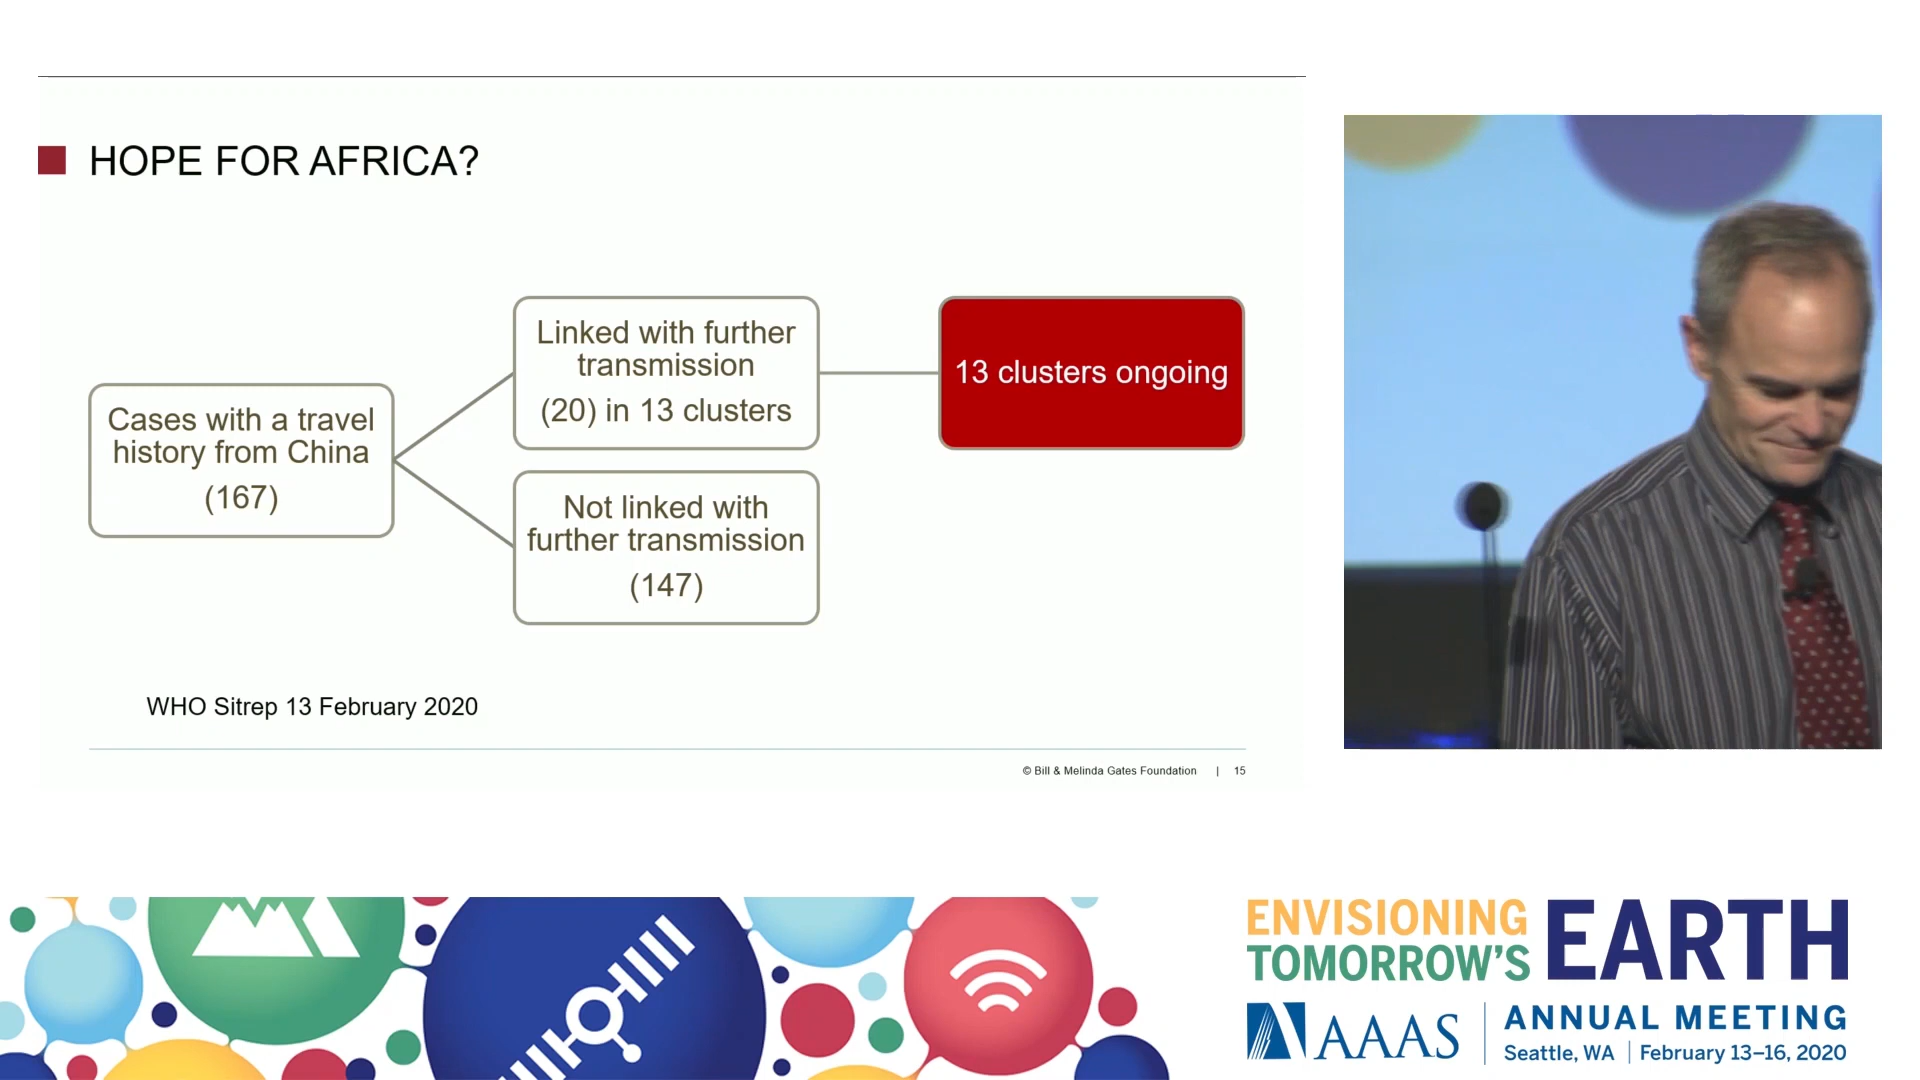 HOPE FOR AFRICA?
Cases with a travel
history from China
(167)
Linked with further
transmission
(20) in 13 clusters
Not linked with
further transmission
(147)
13 clusters ongoing
WHO Sitrep 13 February 2020
© Bill & Melinda Gates Foundation | 15
ENVISIONING
TOMORROW'S
EARTH
AAAS
ANNUAL MEETING
Seattle, WA | February 13–16, 2020